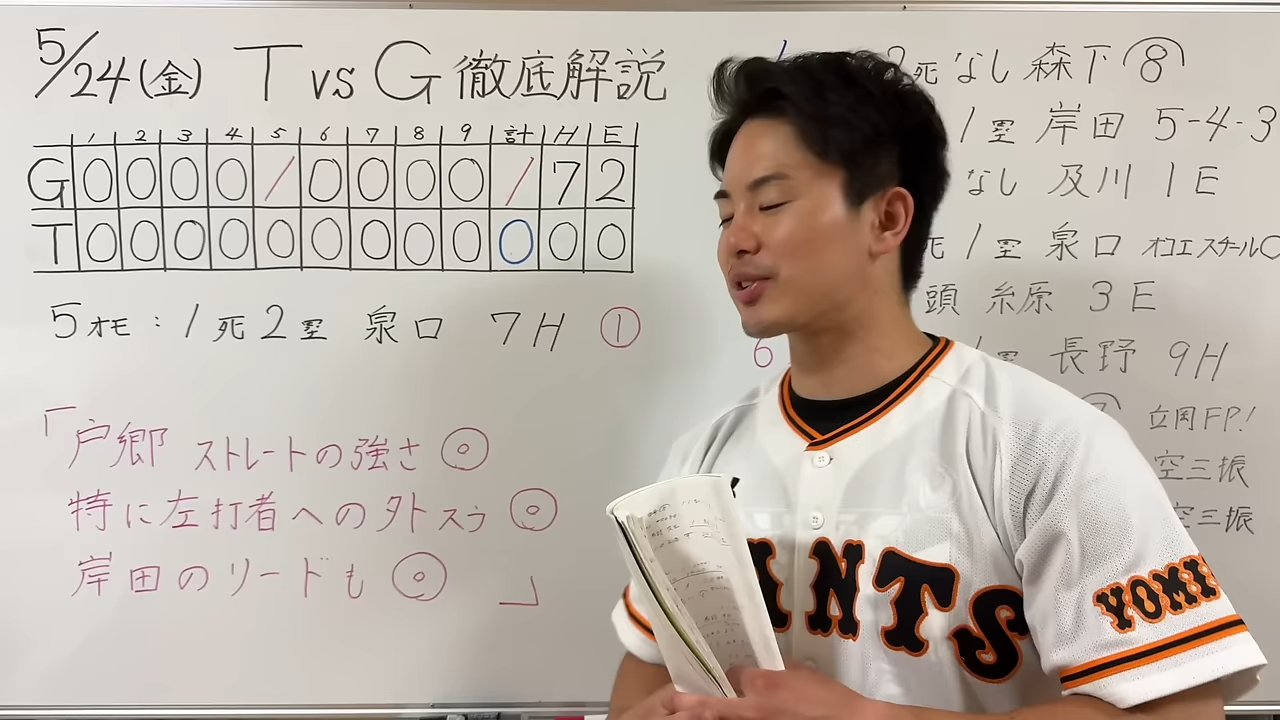 5/24(金) T vs G 徹底解説
1 2 3 4 5 6 7 8 9 計 H E
G 0 0 0 0 1 0 0 0 0 1 7 2
T 0 0 0 0 0 0 0 0 0 0 0 0
5オモ:1死2塁 泉口 7H ①
「戸郷 ストレートの強さ◎
特に左打者への外スラ◎
岸田のリードも◎」
2死なし 森下⑧
1塁 岸田 5-4-3
なし 及川 1E
死1塁 泉口 オコエスチール○
頭 糸原 3E
6 塁 長野 9H
立岡FP!
空三振
空三振
NTS
YOMI